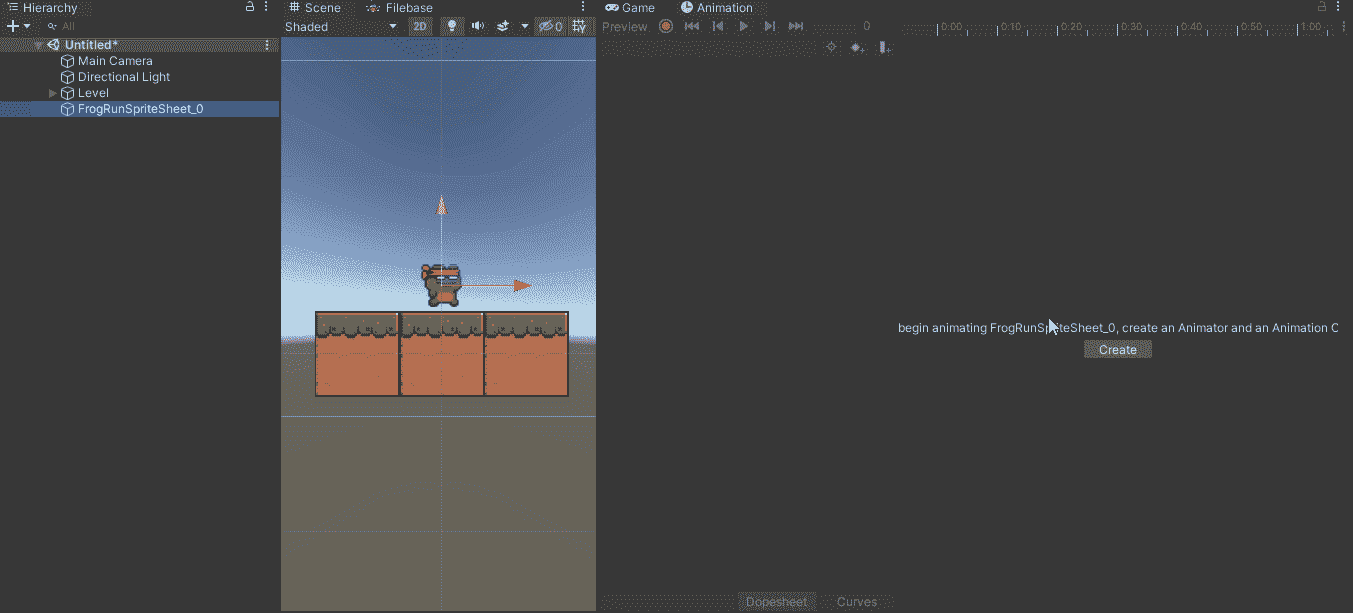 Hierarchy
All
Untitled*
Main Camera
Directional Light
Level
FrogRunSpriteSheet_0
Scene Filebase
Shaded 2D 0
Game Animation
Preview 0 0:00 0:10 0:20 0:30 0:40 0:50 1:00
begin animating FrogRunSpriteSheet_0, create an Animator and an Animation C
Create
Dopesheet Curves